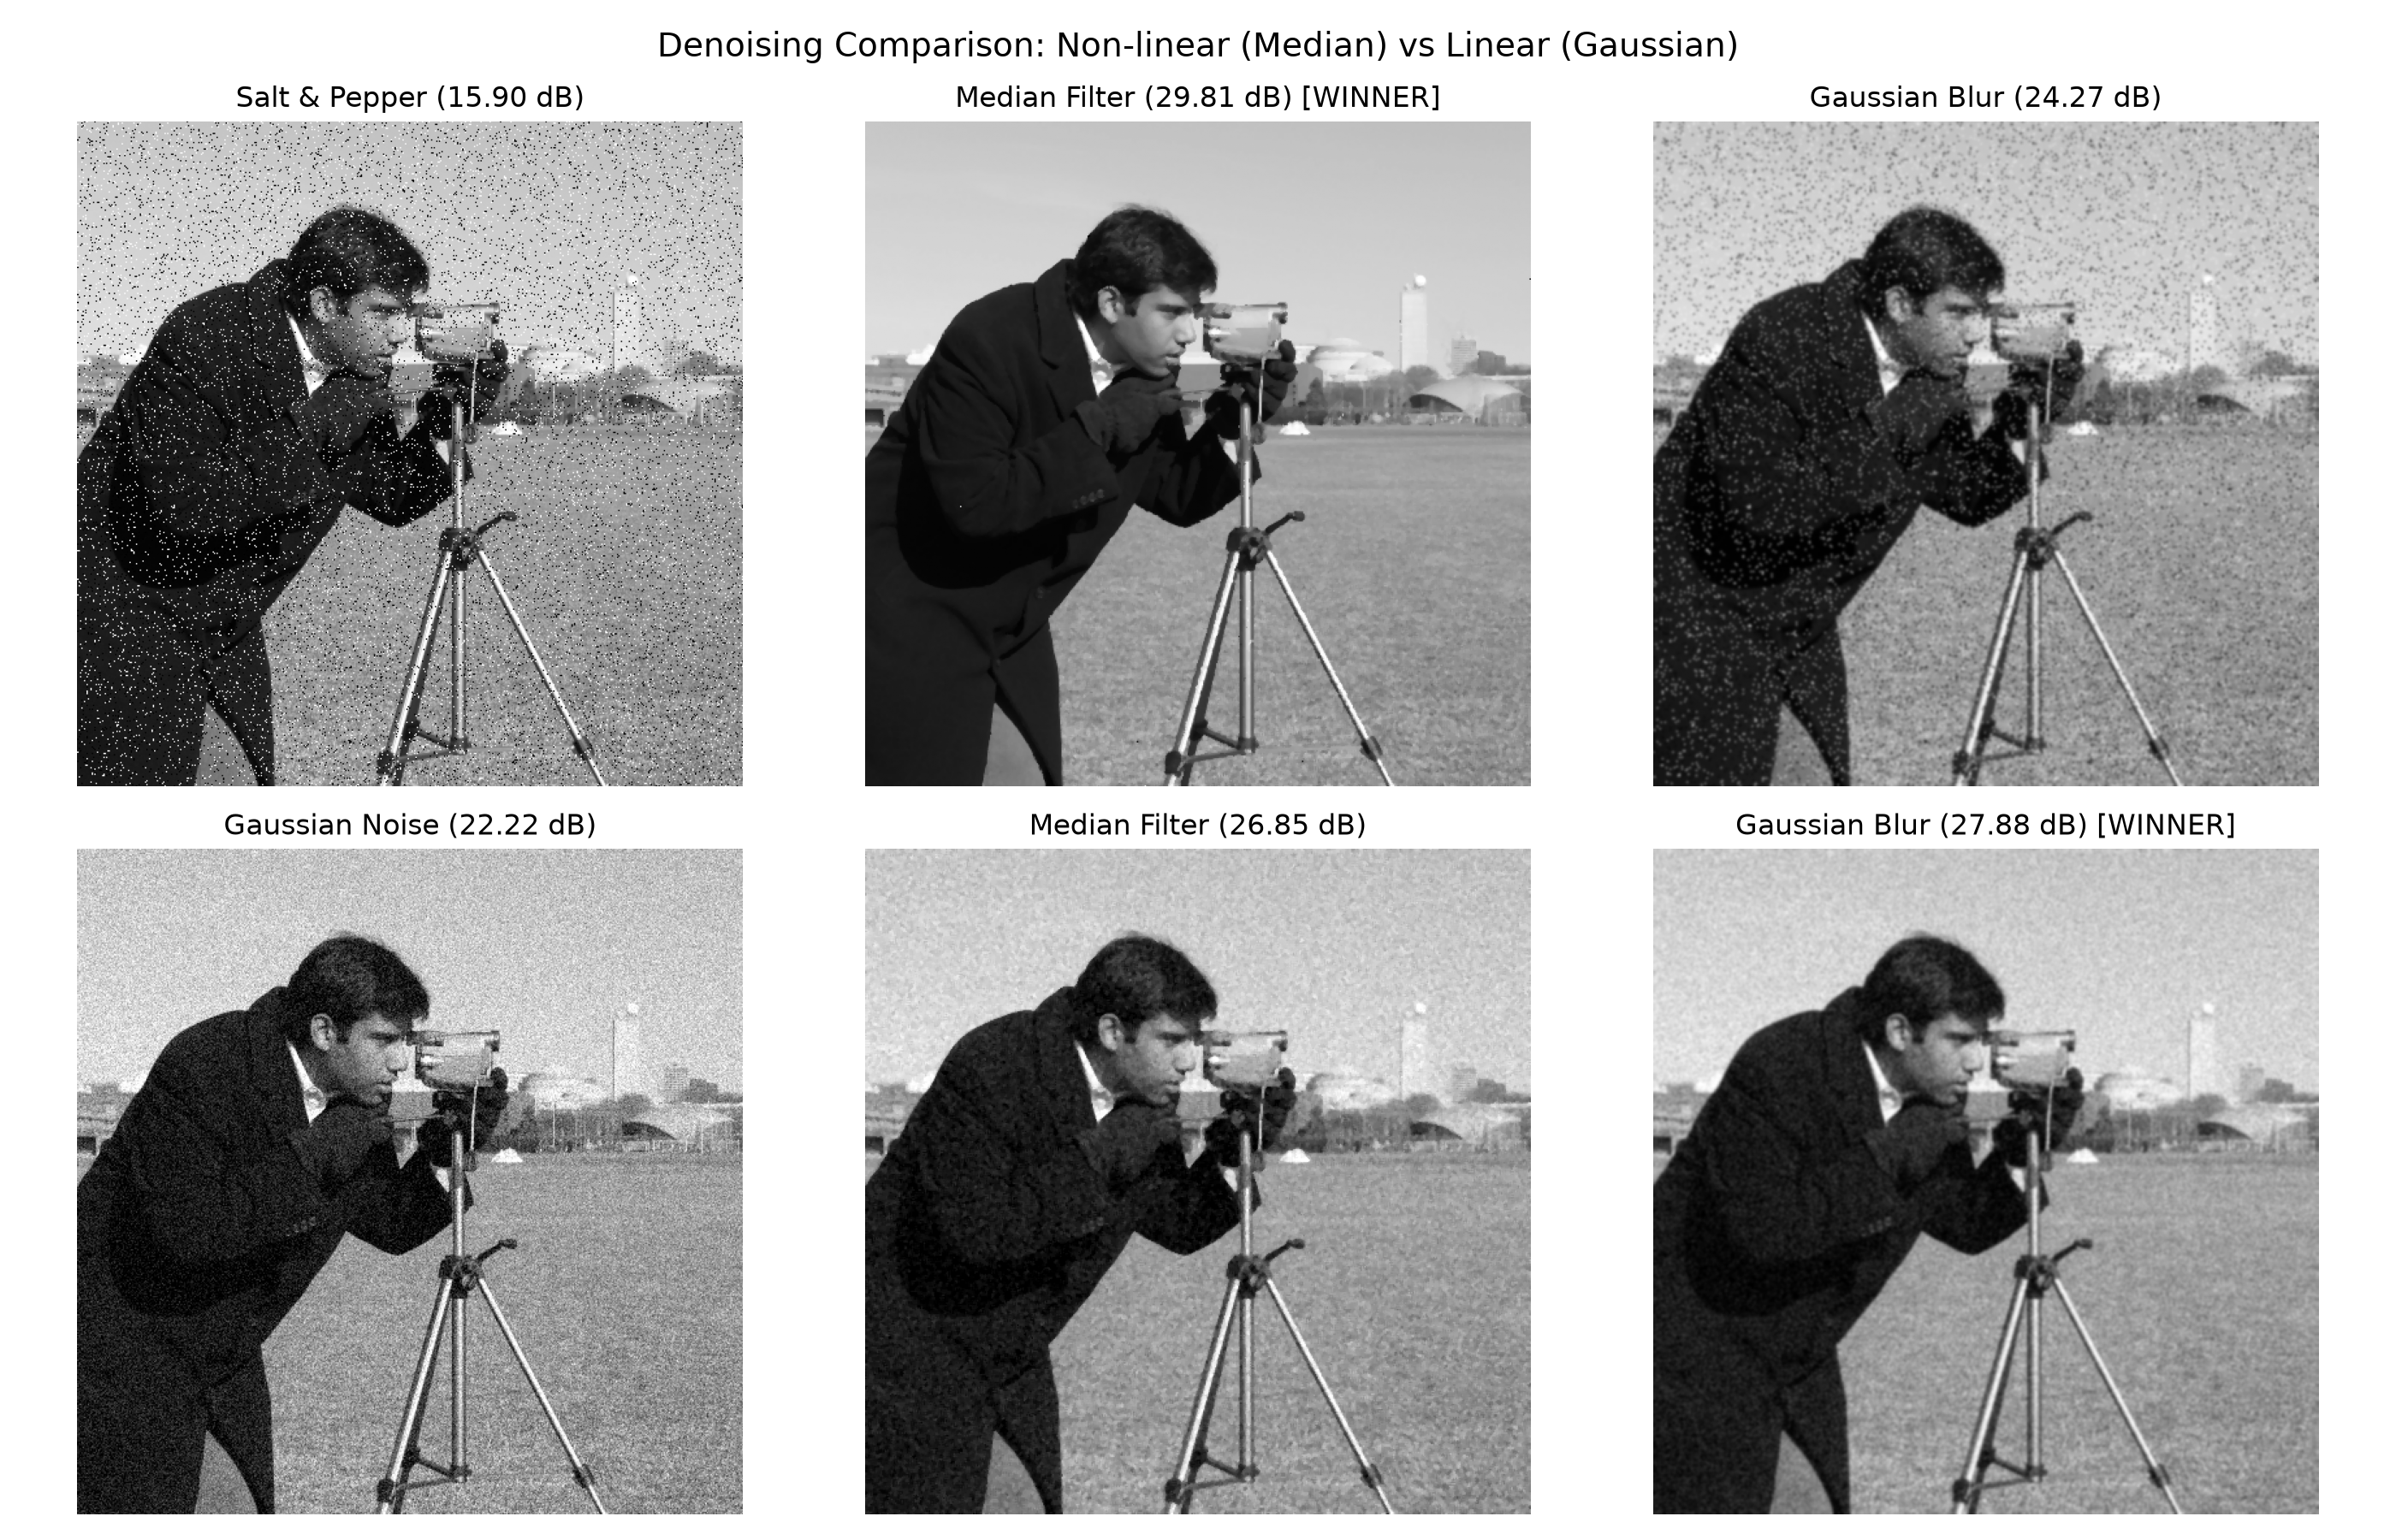 Denoising Comparison: Non-linear (Median) vs Linear (Gaussian)
Salt & Pepper (15.90 dB)
Median Filter (29.81 dB) [WINNER]
Gaussian Blur (24.27 dB)
Gaussian Noise (22.22 dB)
Median Filter (26.85 dB)
Gaussian Blur (27.88 dB) [WINNER]